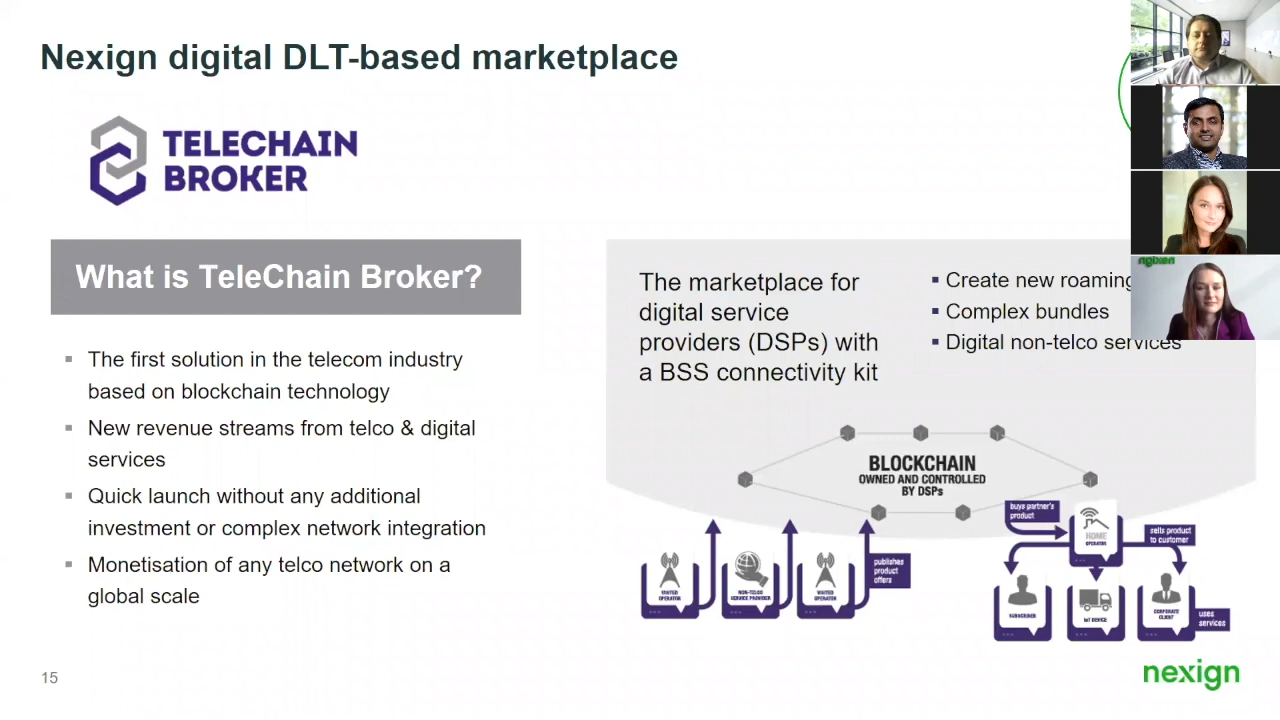 Nexign digital DLT-based marketplace
TELECHAIN
BROKER
What is TeleChain Broker?
The first solution in the telecom industry
based on blockchain technology
New revenue streams from telco & digital
services
Quick launch without any additional
investment or complex network integration
Monetisation of any telco network on a
global scale
The marketplace for
digital service
providers (DSPs) with
a BSS connectivity kit
Create new roaming
Complex bundles
Digital non-telco services
BLOCKCHAIN
OWNED AND CONTROLLED
BY DSPs
VISITED
OPERATOR
NON-TELCO
SERVICE PROVIDER
VISITED
OPERATOR
publishes
product
offers
buys partner's
product
HOME
OPERATOR
sells product
to customer
SUBSCRIBER
IoT DEVICE
CORPORATE
CLIENT
uses
services
15
nexign